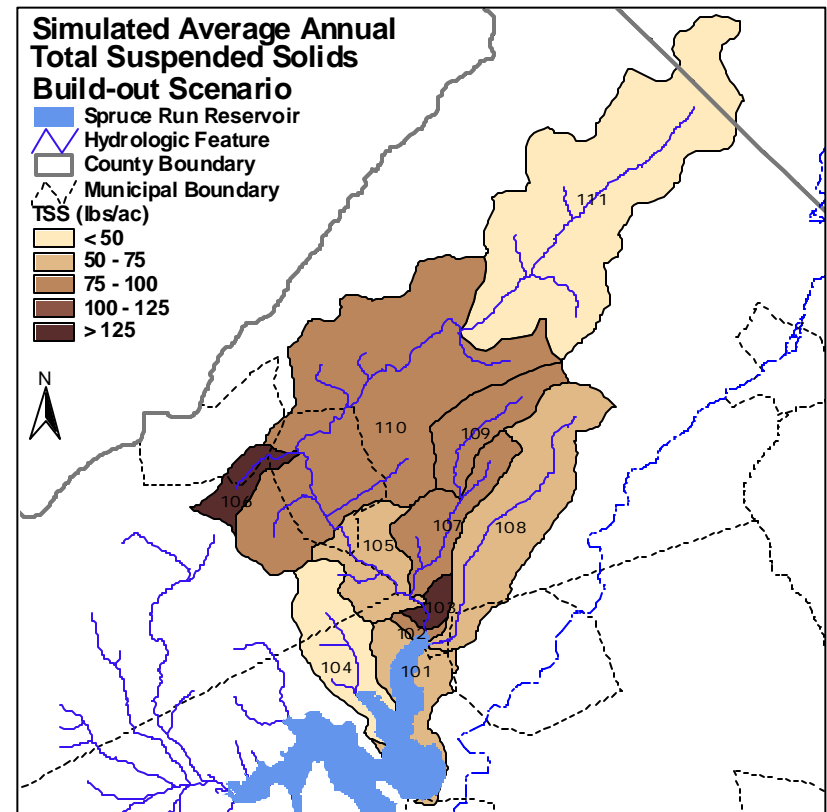 Simulated Average Annual
Total Suspended Solids
Build-out Scenario
Spruce Run Reservoir
Hydrologic Feature
County Boundary
Municipal Boundary
TSS (lbs/ac)
< 50
50 - 75
75 - 100
100 - 125
> 125
N
111
110
109
106
107
108
105
103
102
104
101